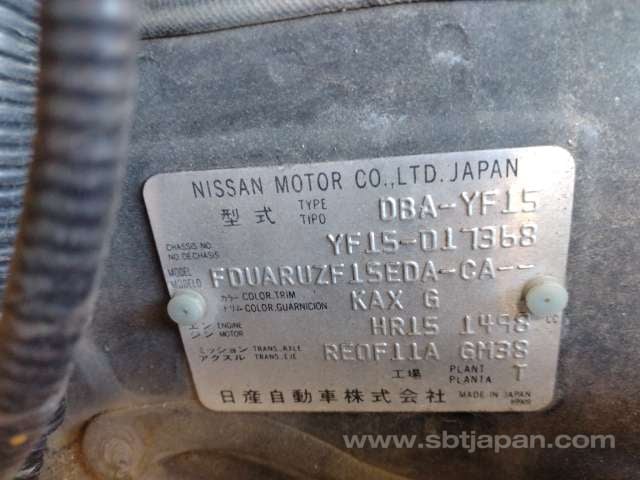 NISSAN MOTOR CO.,LTD. JAPAN
型式 TYPE TIPO DBA-YF15
CHASSIS NO. NO. DECHASIS YF15-017368
MODEL MODELO FDUARUZF15EDA-CA--
カラー COLOR,TRIM トリム COLOR,GUARNICION KAX G
エンジン ENGINE MOTOR HR15 1498 CC
ミッション TRANS.,AXLE アクスル TRANS.,EJE RE0F11A GM38
工場 PLANT PLANTA T
日産自動車株式会社 MADE IN JAPAN
www.sbtjapan.com